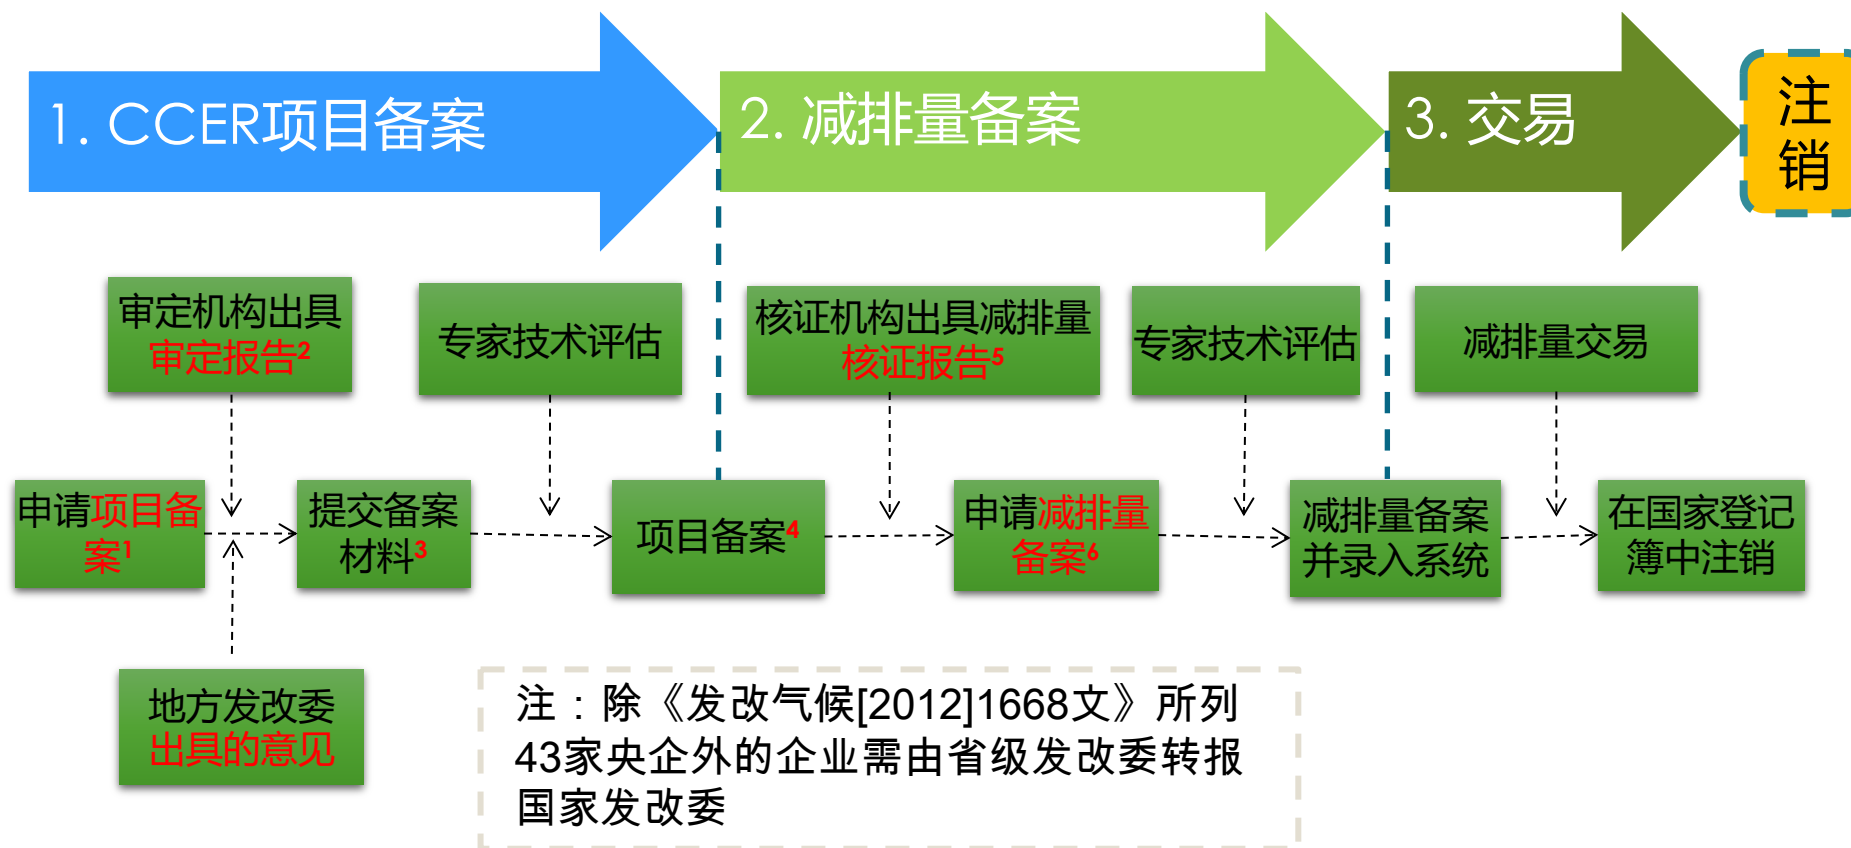 1. CCER项目备案
2. 减排量备案
3. 交易
注
销
审定机构出具
审定报告²
专家技术评估
核证机构出具减排量
核证报告⁵
专家技术评估
减排量交易
申请项目备
案¹
提交备案
材料³
项目备案⁴
申请减排量
备案⁶
减排量备案
并录入系统
在国家登记
簿中注销
地方发改委
出具的意见
注：除《发改气候[2012]1668文》所列
43家央企外的企业需由省级发改委转报
国家发改委